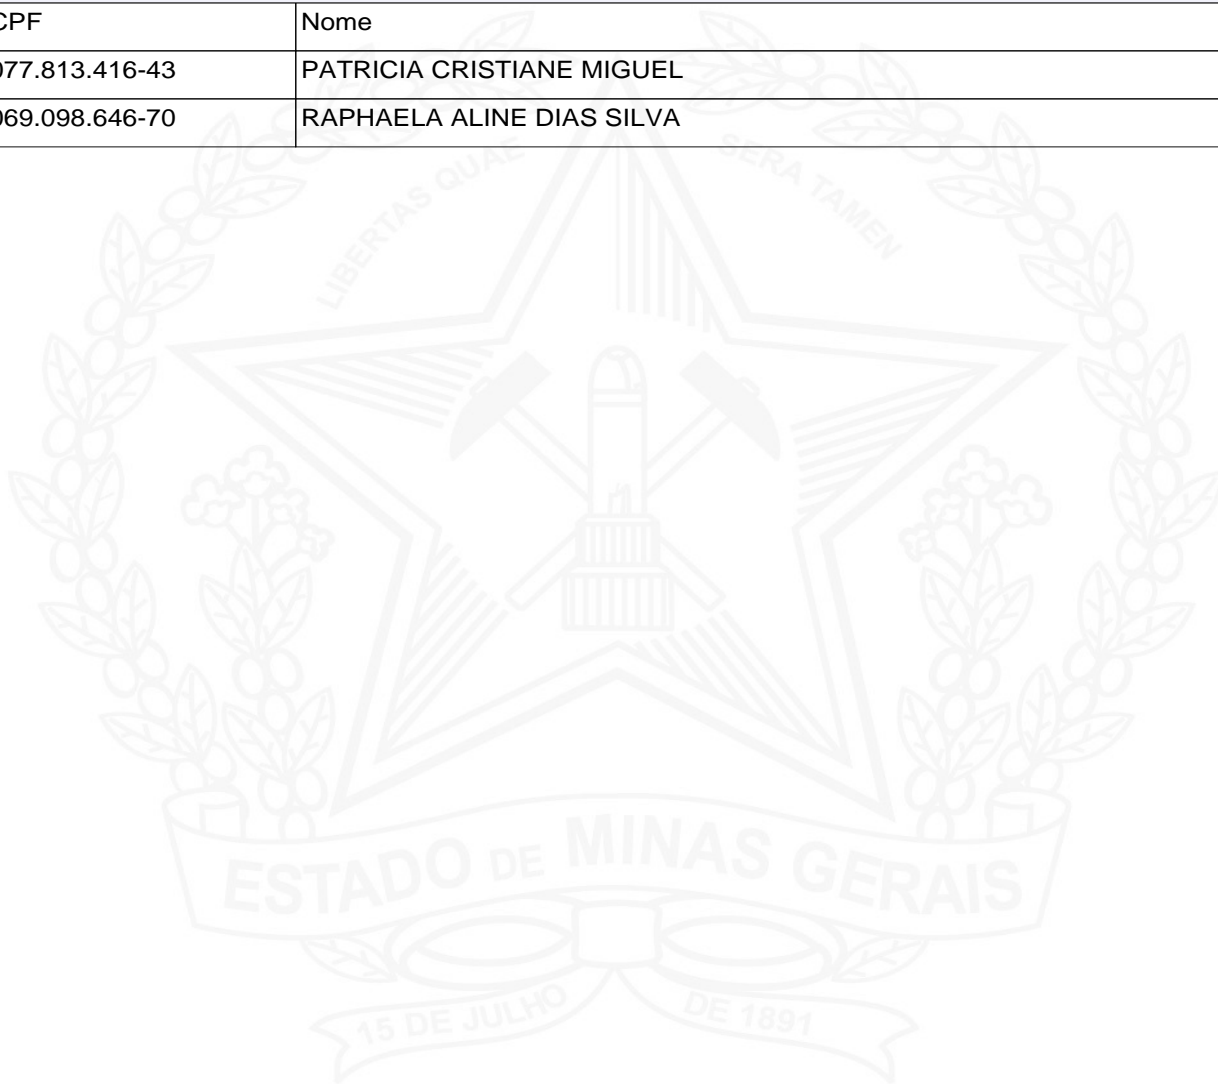 CPF Nome
077.813.416-43 PATRICIA CRISTIANE MIGUEL
069.098.646-70 RAPHAELA ALINE DIAS SILVA
LIBERTAS QUAE SERA TAMEN
ESTADO DE MINAS GERAIS
15 DE JULHO DE 1891